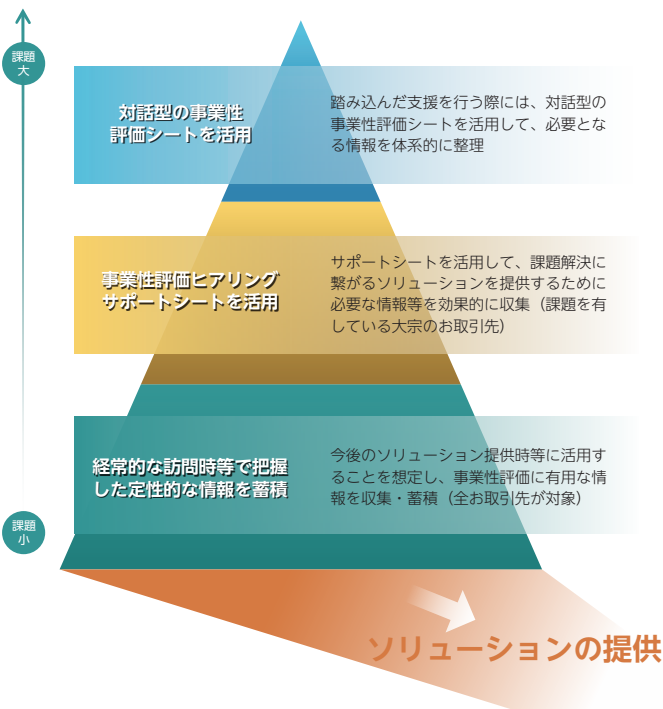 課題
大
対話型の事業性
評価シートを活用
踏み込んだ支援を行う際には、対話型の
事業性評価シートを活用して、必要とな
る情報を体系的に整理
事業性評価ヒアリング
サポートシートを活用
サポートシートを活用して、課題解決に
繋がるソリューションを提供するために
必要な情報等を効果的に収集（課題を有
している大宗のお取引先）
経常的な訪問時等で把握
した定性的な情報を蓄積
今後のソリューション提供時等に活用す
ることを想定し、事業性評価に有用な情
報を収集・蓄積（全お取引先が対象）
課題
小
ソリューションの提供